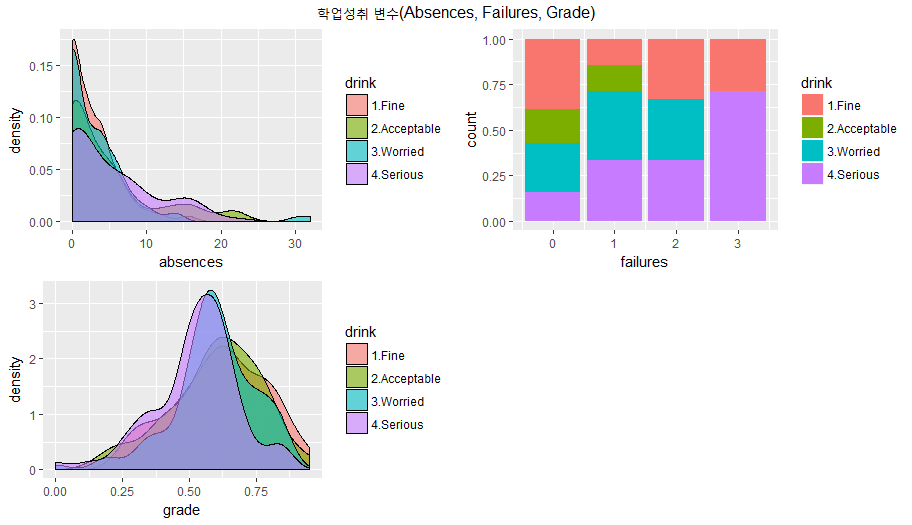 학업성취 변수(Absences, Failures, Grade)
density
0.15
0.10
0.05
0.00
0 10 20 30
absences
drink
1.Fine
2.Acceptable
3.Worried
4.Serious
count
1.00
0.75
0.50
0.25
0.00
0 1 2 3
failures
drink
1.Fine
2.Acceptable
3.Worried
4.Serious
density
3
2
1
0
0.00 0.25 0.50 0.75
grade
drink
1.Fine
2.Acceptable
3.Worried
4.Serious